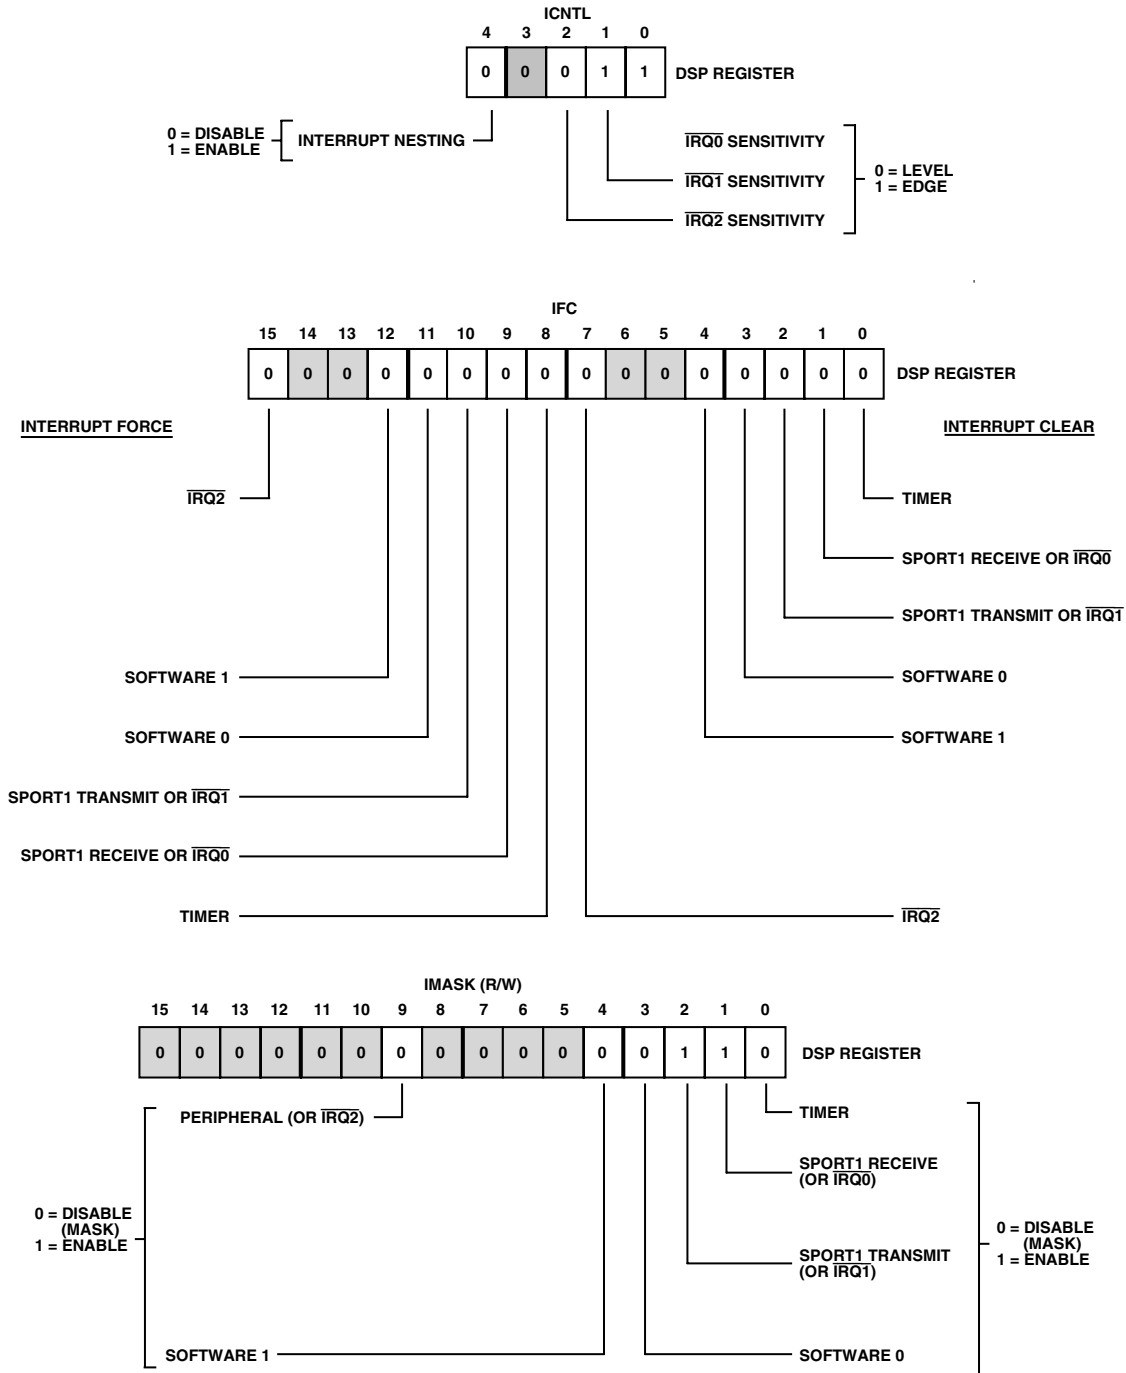 ICNTL
4 3 2 1 0
0 0 0 1 1 DSP REGISTER
0 = DISABLE
1 = ENABLE
INTERRUPT NESTING
IRQ0 SENSITIVITY
IRQ1 SENSITIVITY
IRQ2 SENSITIVITY
0 = LEVEL
1 = EDGE
IFC
15 14 13 12 11 10 9 8 7 6 5 4 3 2 1 0
0 0 0 0 0 0 0 0 0 0 0 0 0 0 0 0 DSP REGISTER
INTERRUPT FORCE
INTERRUPT CLEAR
IRQ2
TIMER
SPORT1 RECEIVE OR IRQ0
SPORT1 TRANSMIT OR IRQ1
SOFTWARE 1
SOFTWARE 0
SOFTWARE 0
SOFTWARE 1
SPORT1 TRANSMIT OR IRQ1
SPORT1 RECEIVE OR IRQ0
TIMER
IRQ2
IMASK (R/W)
15 14 13 12 11 10 9 8 7 6 5 4 3 2 1 0
0 0 0 0 0 0 0 0 0 0 0 0 0 1 1 0 DSP REGISTER
PERIPHERAL (OR IRQ2)
TIMER
SPORT1 RECEIVE
(OR IRQ0)
0 = DISABLE
(MASK)
1 = ENABLE
0 = DISABLE
(MASK)
1 = ENABLE
SPORT1 TRANSMIT
(OR IRQ1)
SOFTWARE 1
SOFTWARE 0